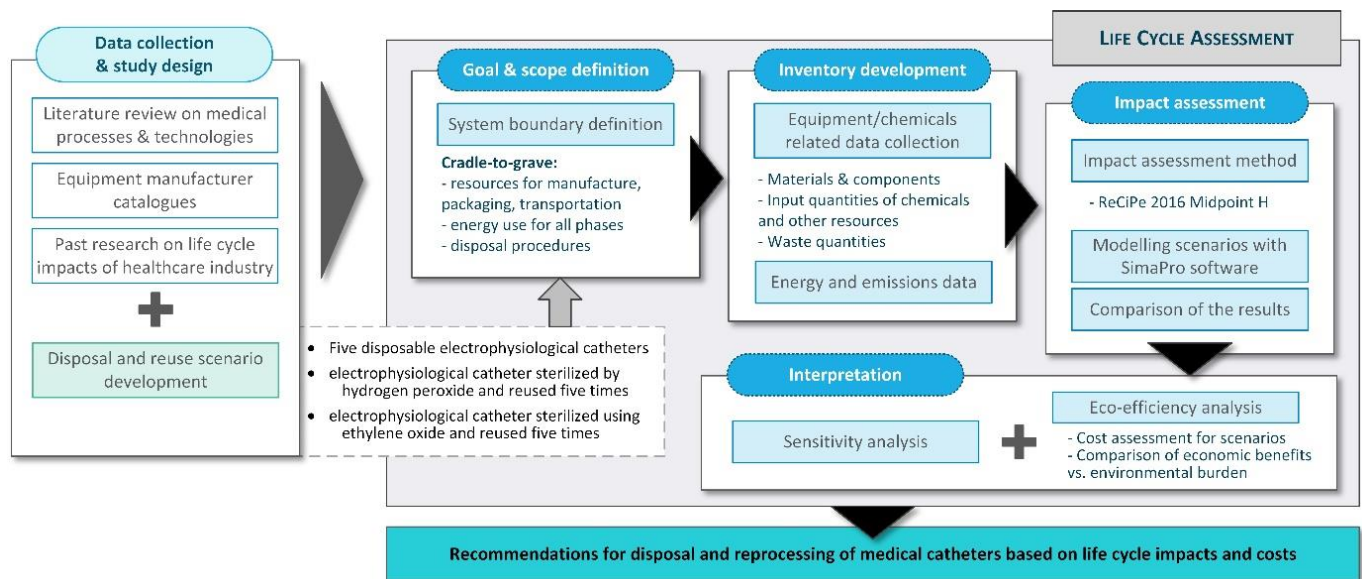 Data collection
& study design
Literature review on medical
processes & technologies
Equipment manufacturer
catalogues
Past research on life cycle
impacts of healthcare industry
Disposal and reuse scenario
development
LIFE CYCLE ASSESSMENT
Goal & scope definition
System boundary definition
Cradle-to-grave:
- resources for manufacture,
packaging, transportation
- energy use for all phases
- disposal procedures
• Five disposable electrophysiological catheters
• electrophysiological catheter sterilized by
hydrogen peroxide and reused five times
• electrophysiological catheter sterilized using
ethylene oxide and reused five times
Inventory development
Equipment/chemicals
related data collection
- Materials & components
- Input quantities of chemicals
and other resources
- Waste quantities
Energy and emissions data
Impact assessment
Impact assessment method
- ReCiPe 2016 Midpoint H
Modelling scenarios with
SimaPro software
Comparison of the results
Interpretation
Sensitivity analysis
Eco-efficiency analysis
- Cost assessment for scenarios
- Comparison of economic benefits
vs. environmental burden
Recommendations for disposal and reprocessing of medical catheters based on life cycle impacts and costs